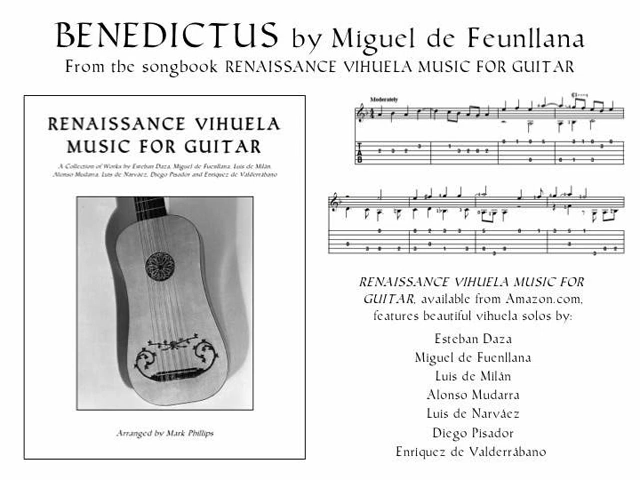 BENEDICTUS by Miguel de Feunllana
From the songbook RENAISSANCE VIHUELA MUSIC FOR GUITAR
RENAISSANCE VIHUELA
MUSIC FOR GUITAR
A Collection of Works by Esteban Daza, Miguel de Fuenllana, Luis de Milán,
Alonso Mudarra, Luis de Narváez, Diego Pisador and Enriquez de Valderrábano
Arranged by Mark Phillips
Moderately
RENAISSANCE VIHUELA MUSIC FOR
GUITAR, available from Amazon.com,
features beautiful vihuela solos by:
Esteban Daza
Miguel de Fuenllana
Luis de Milán
Alonso Mudarra
Luis de Narváez
Diego Pisador
Enriquez de Valderrábano